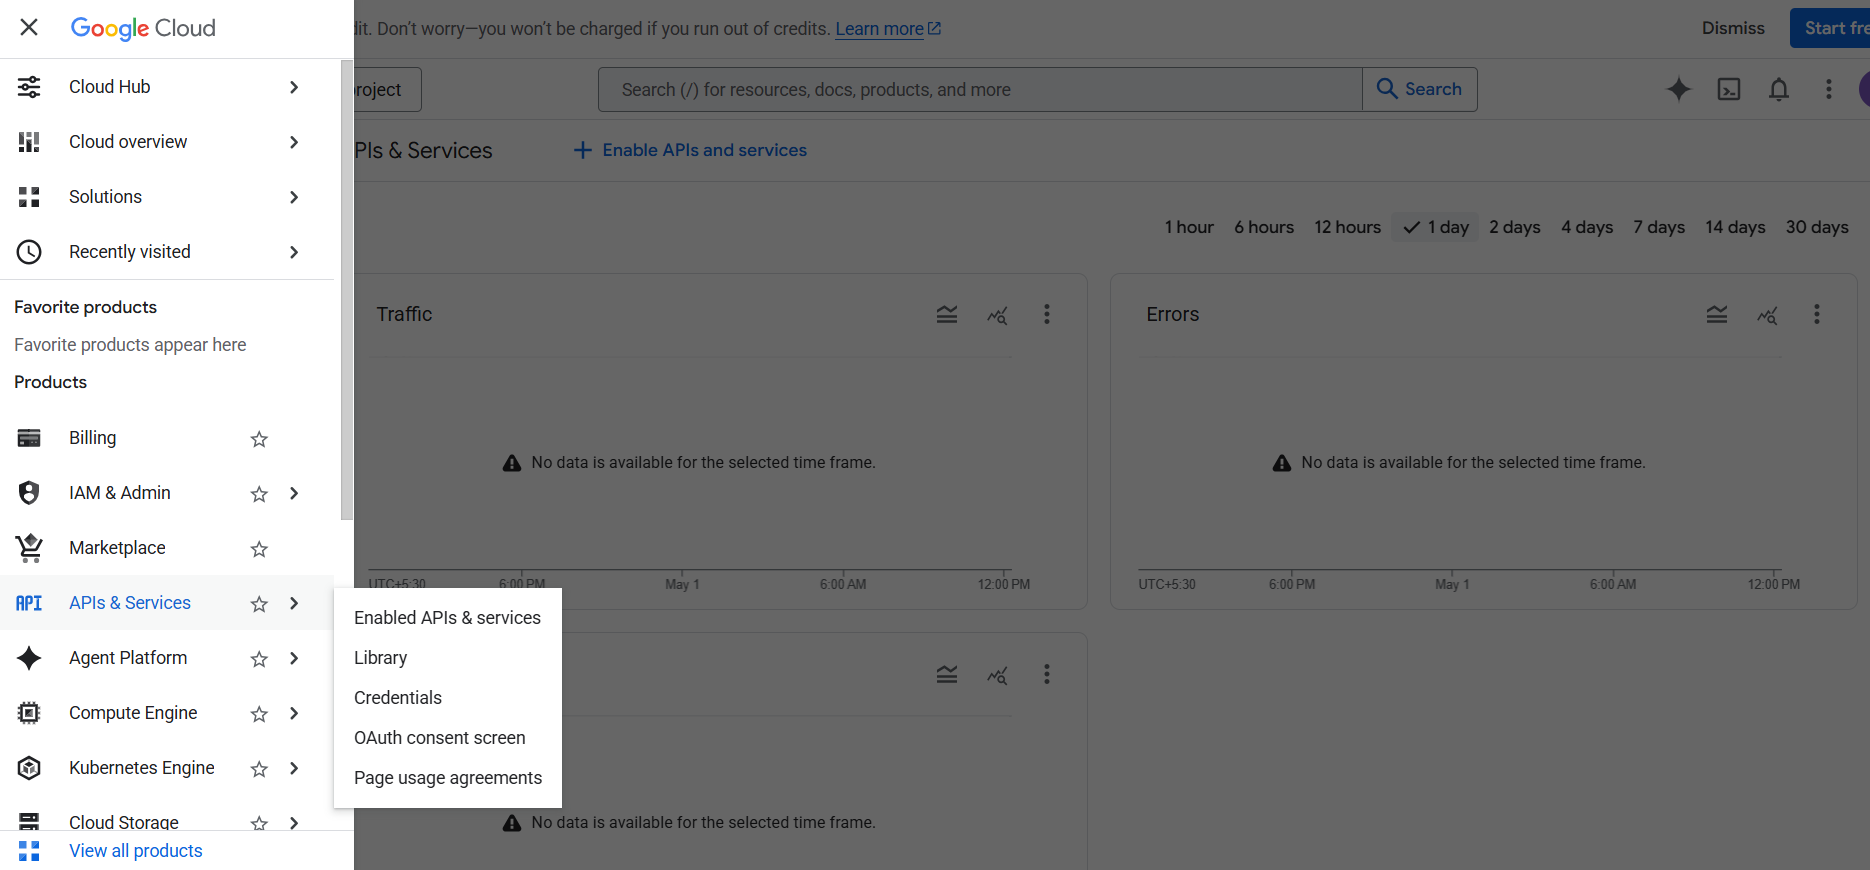 Google Cloud
dit. Don’t worry—you won’t be charged if you run out of credits. Learn more
Dismiss
Start fre
Cloud Hub
Cloud overview
Solutions
Recently visited
Favorite products
Favorite products appear here
Products
Billing
IAM & Admin
Marketplace
API APIs & Services
Agent Platform
Compute Engine
Kubernetes Engine
Cloud Storage
View all products
Enabled APIs & services
Library
Credentials
OAuth consent screen
Page usage agreements
roject
Search (/) for resources, docs, products, and more
Search
PIs & Services
Enable APIs and services
1 hour 6 hours 12 hours 1 day 2 days 4 days 7 days 14 days 30 days
Traffic
No data is available for the selected time frame.
UTC+5:30 6:00 PM May 1 6:00 AM 12:00 PM
Errors
No data is available for the selected time frame.
UTC+5:30 6:00 PM May 1 6:00 AM 12:00 PM
No data is available for the selected time frame.